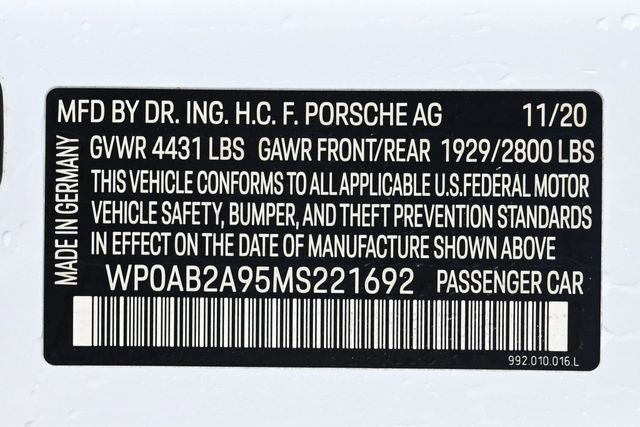 MFD BY DR. ING. H.C. F. PORSCHE AG 11/20
GVWR 4431 LBS GAWR FRONT/REAR 1929/2800 LBS
THIS VEHICLE CONFORMS TO ALL APPLICABLE U.S.FEDERAL MOTOR
VEHICLE SAFETY, BUMPER, AND THEFT PREVENTION STANDARDS
IN EFFECT ON THE DATE OF MANUFACTURE SHOWN ABOVE
WP0AB2A95MS221692 PASSENGER CAR
992.010.016.L
MADE IN GERMANY